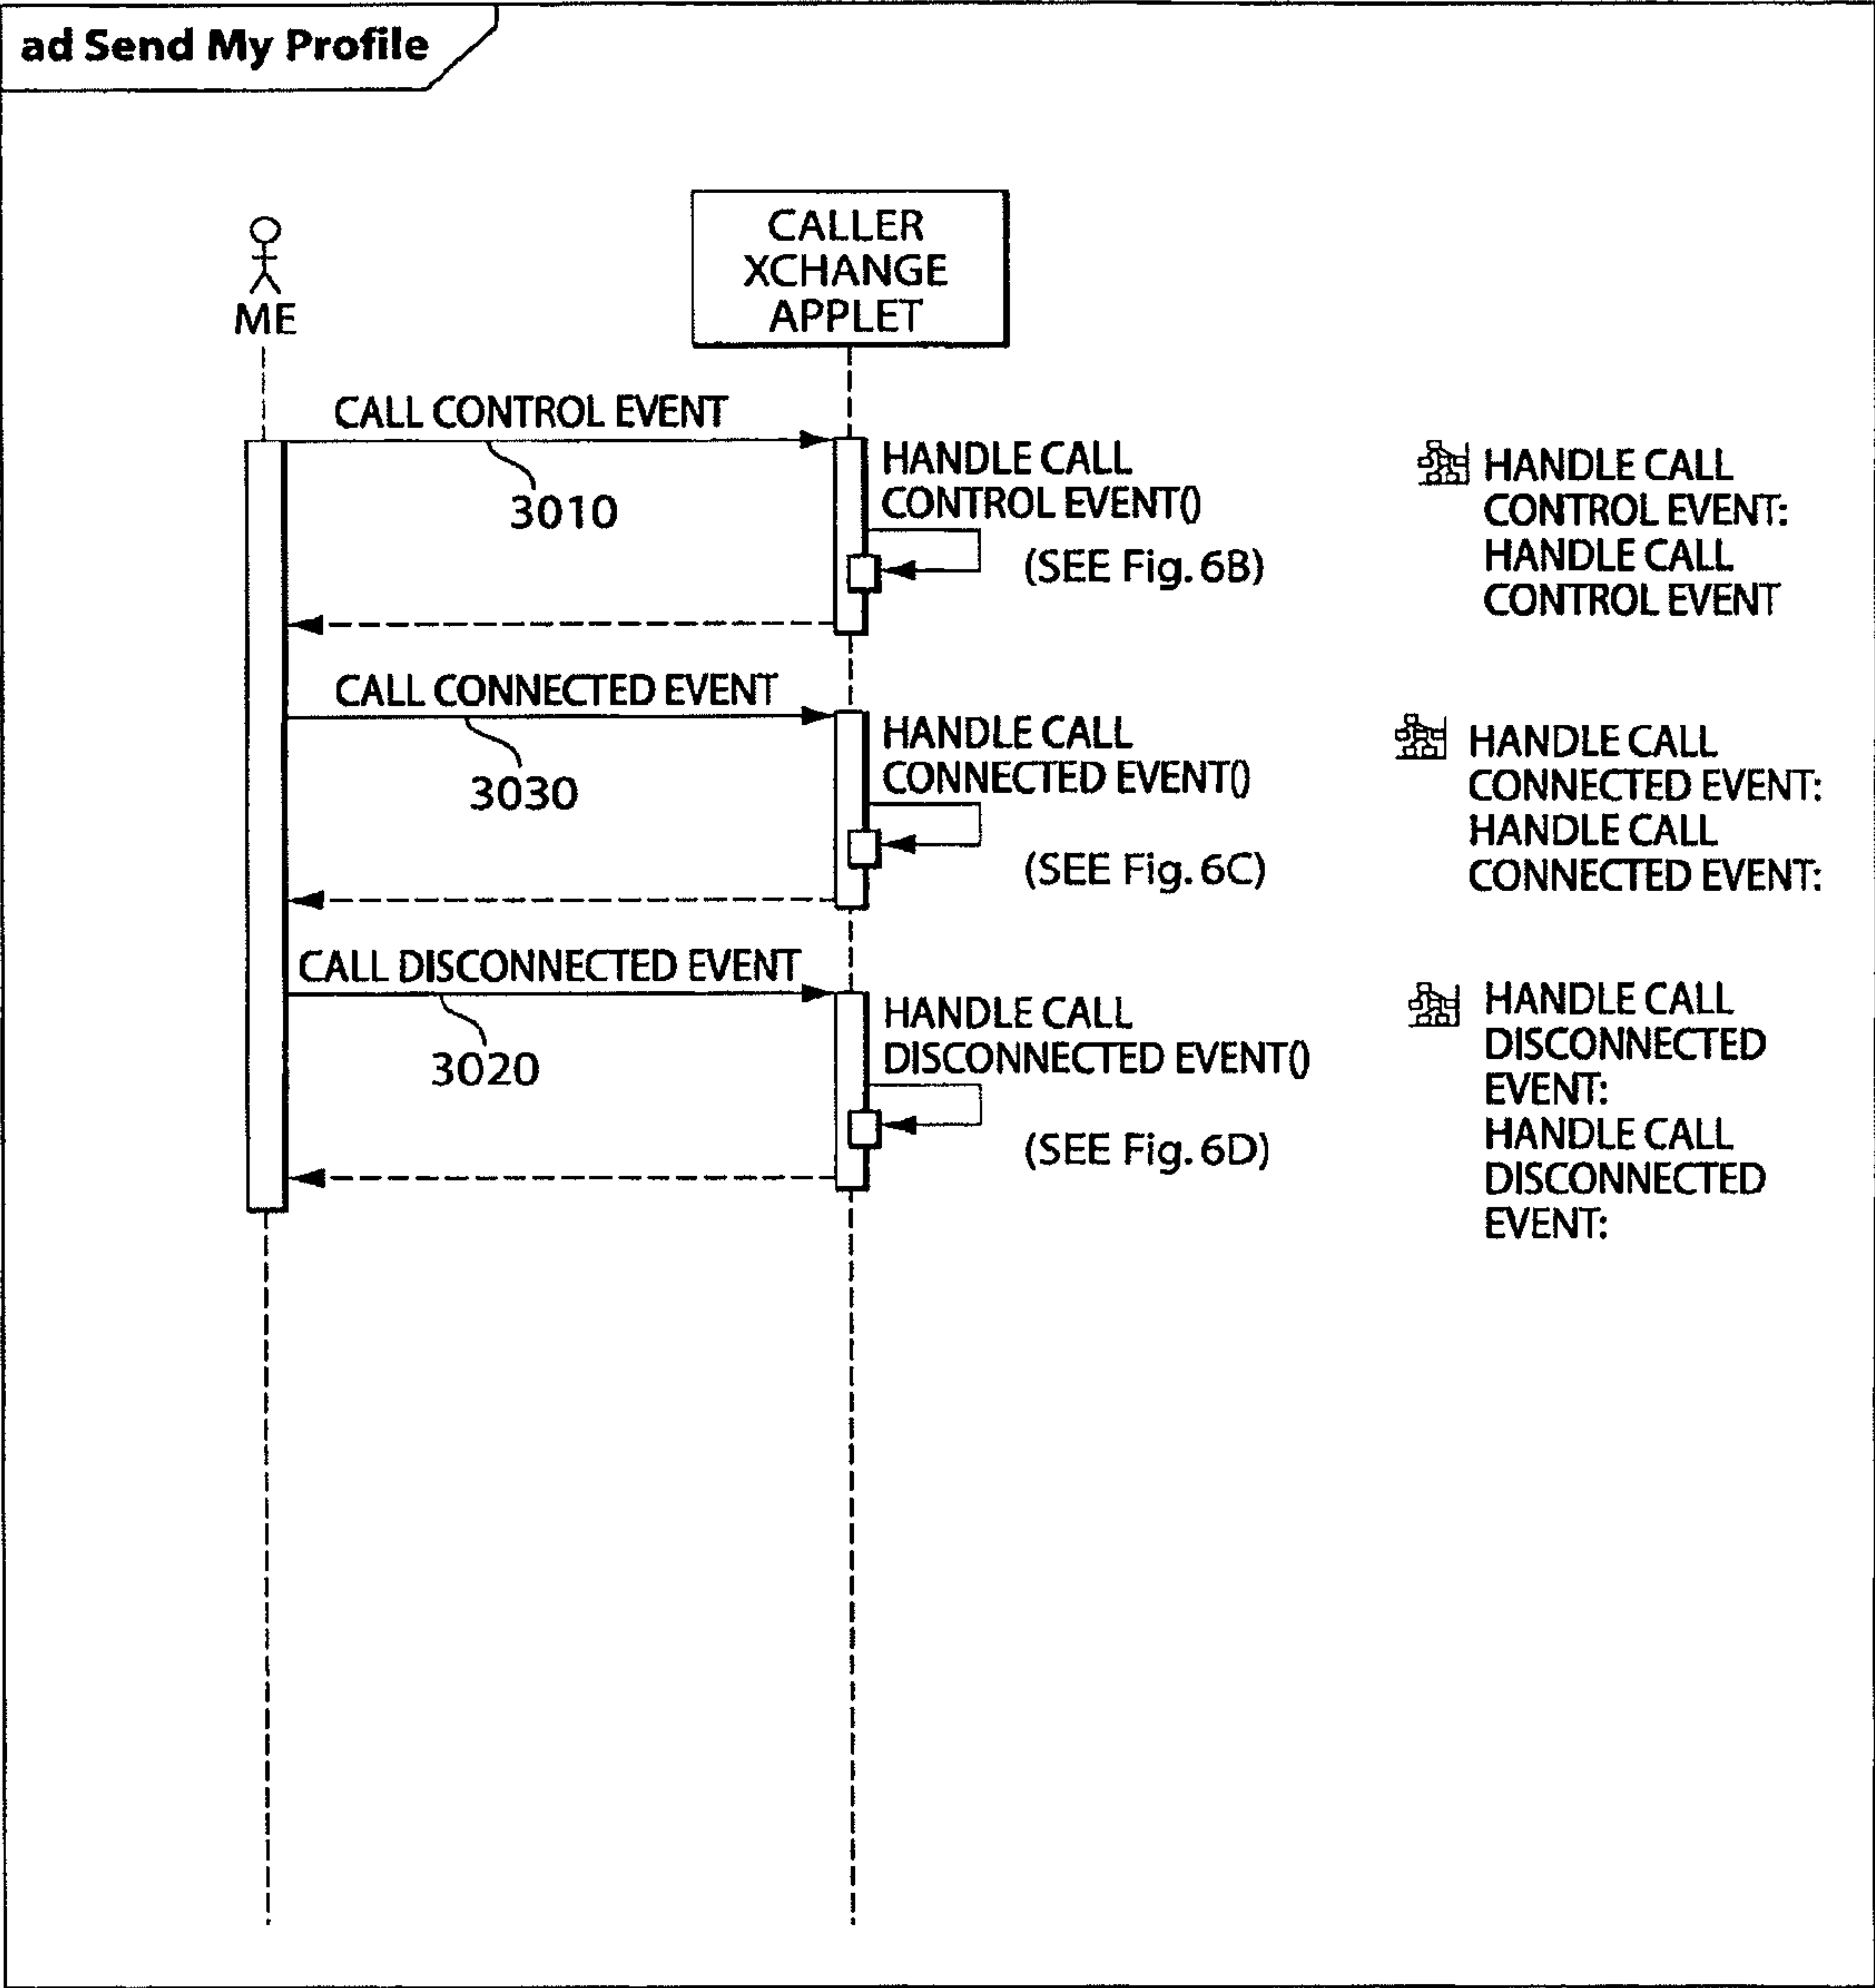 ad Send My Profile
CALLER
XCHANGE
APPLET
ME
CALL CONTROL EVENT
3010
HANDLE CALL
CONTROL EVENT()
(SEE Fig. 6B)
HANDLE CALL
CONTROL EVENT:
HANDLE CALL
CONTROL EVENT
CALL CONNECTED EVENT
3030
HANDLE CALL
CONNECTED EVENT()
(SEE Fig. 6C)
HANDLE CALL
CONNECTED EVENT:
HANDLE CALL
CONNECTED EVENT:
CALL DISCONNECTED EVENT
3020
HANDLE CALL
DISCONNECTED EVENT()
(SEE Fig. 6D)
HANDLE CALL
DISCONNECTED
EVENT:
HANDLE CALL
DISCONNECTED
EVENT: